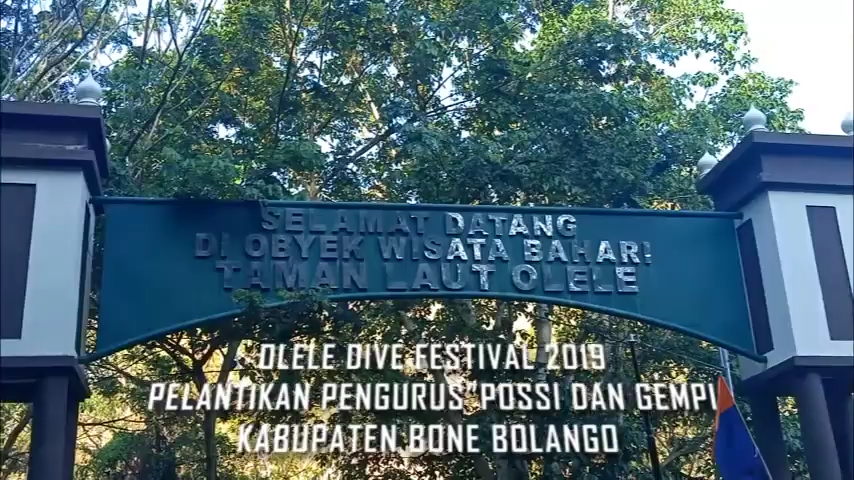 SELAMAT DATANG
DI OBYEK WISATA BAHARI
TAMAN LAUT OLELE
OLELE DIVE FESTIVAL 2019
PELANTIKAN PENGURUS "POSSI DAN GEMPI"
KABUPATEN.BONE BOLANGO